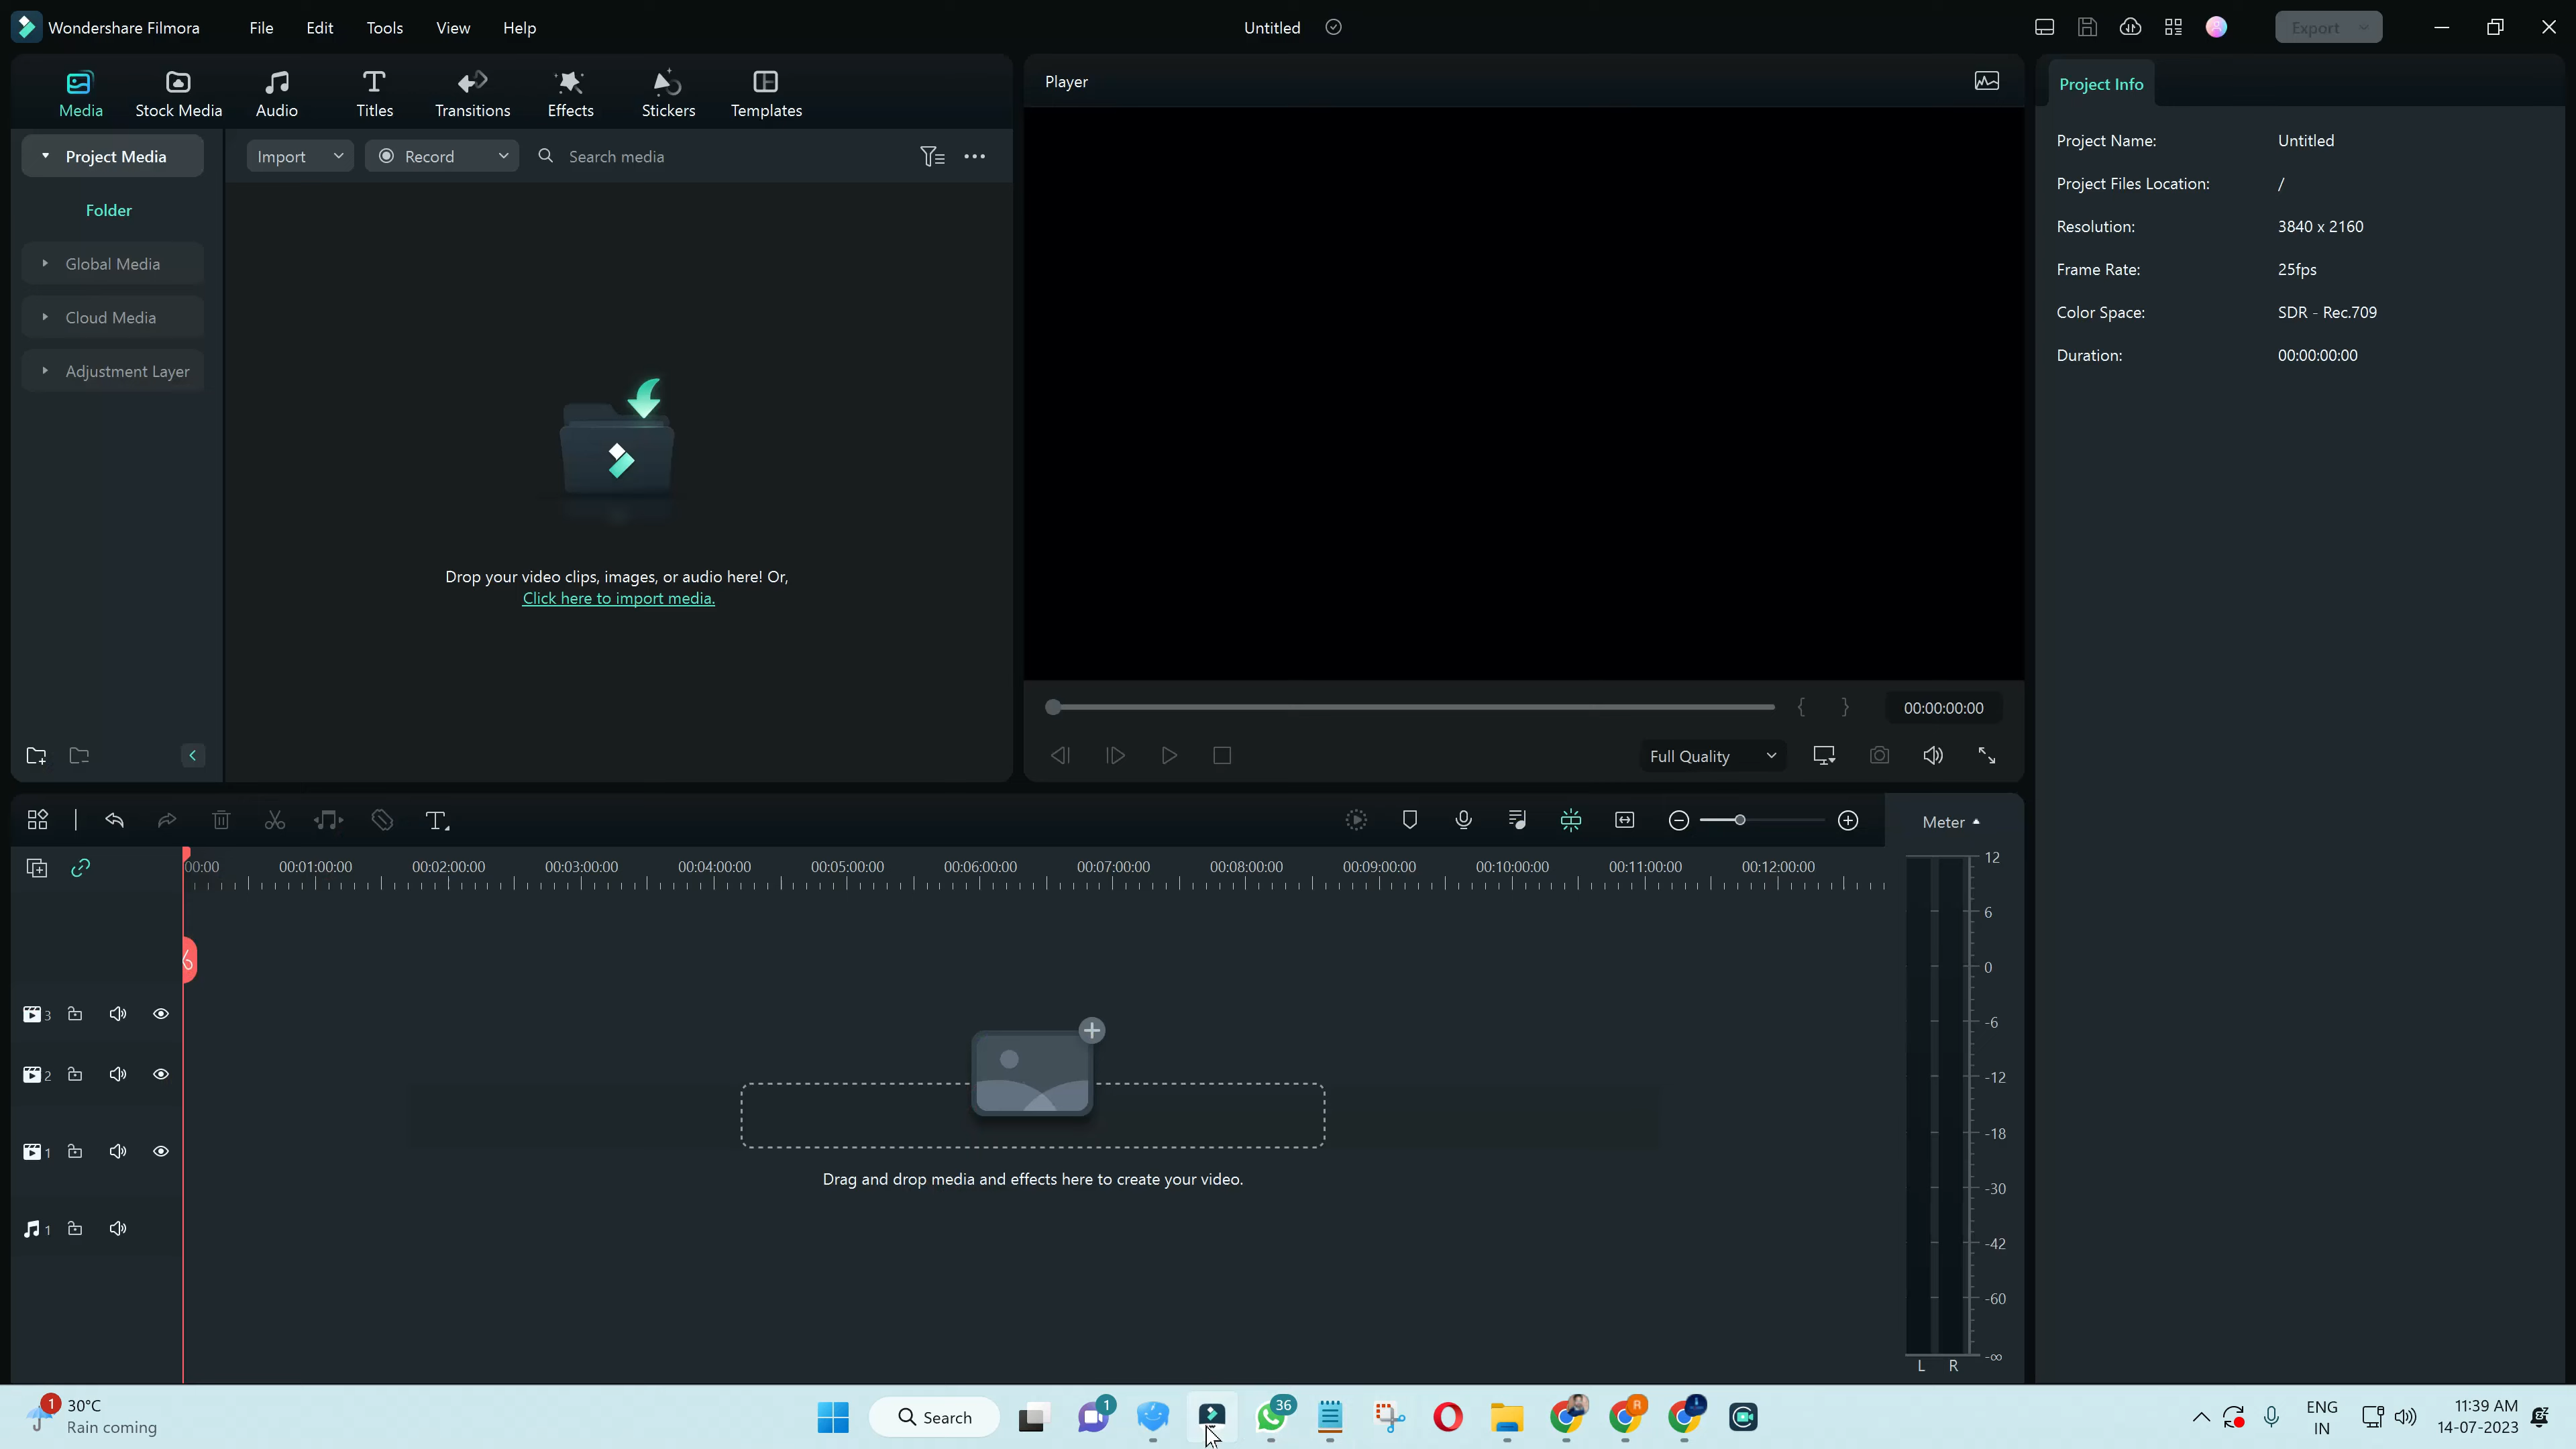 Wondershare Filmora File Edit Tools View Help Untitled Export
Media Stock Media Audio Titles Transitions Effects Stickers Templates
Player
Project Info
Project Media
Import Record Search media
Folder
Global Media
Cloud Media
Adjustment Layer
Drop your video clips, images, or audio here! Or,
Click here to import media.
Project Name: Untitled
Project Files Location: /
Resolution: 3840 x 2160
Frame Rate: 25fps
Color Space: SDR - Rec.709
Duration: 00:00:00:00
{ } 00:00:00:00
Full Quality
Meter
00:00 00:01:00:00 00:02:00:00 00:03:00:00 00:04:00:00 00:05:00:00 00:06:00:00 00:07:00:00 00:08:00:00 00:09:00:00 00:10:00:00 00:11:00:00 00:12:00:00
3
2
1
1
Drag and drop media and effects here to create your video.
12
6
0
-6
-12
-18
-30
-42
-60
-∞
L R
1 30°C
Rain coming
Search
1
36
R
ENG
IN
11:39 AM
14-07-2023